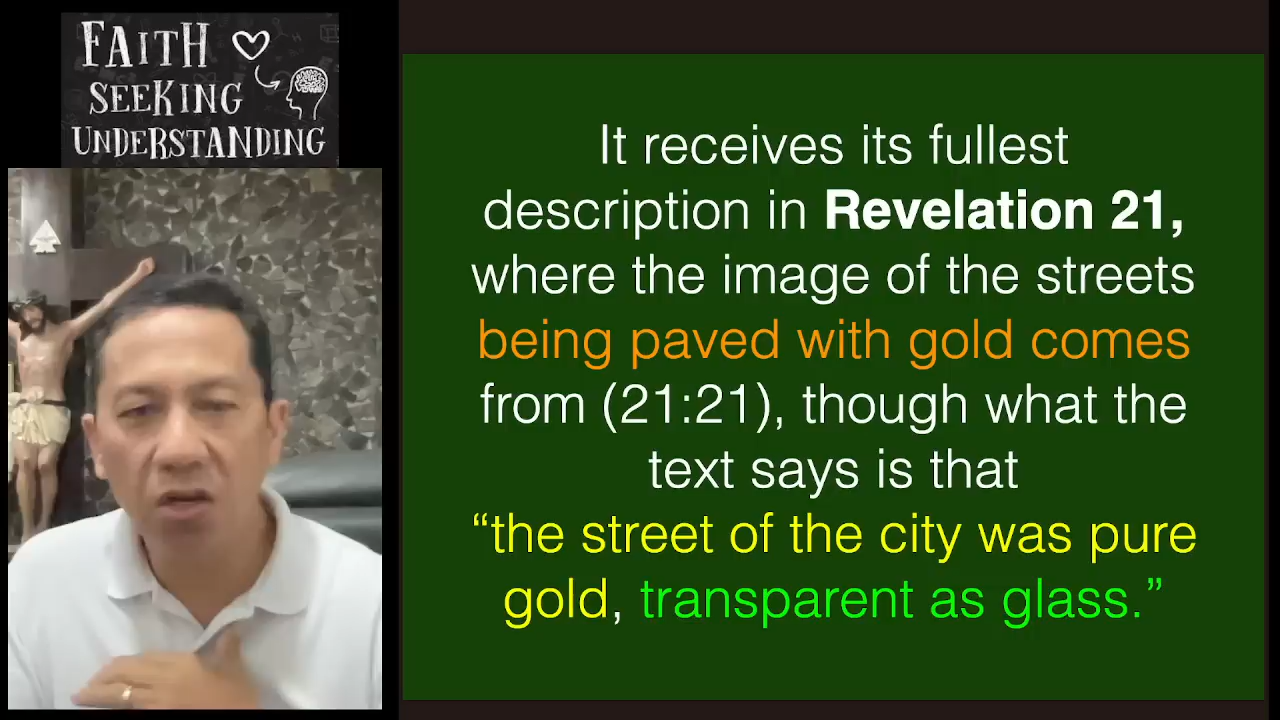 FAITH
SEEKING
UNDERSTANDING
It receives its fullest
description in Revelation 21,
where the image of the streets
being paved with gold comes
from (21:21), though what the
text says is that
“the street of the city was pure
gold, transparent as glass.”